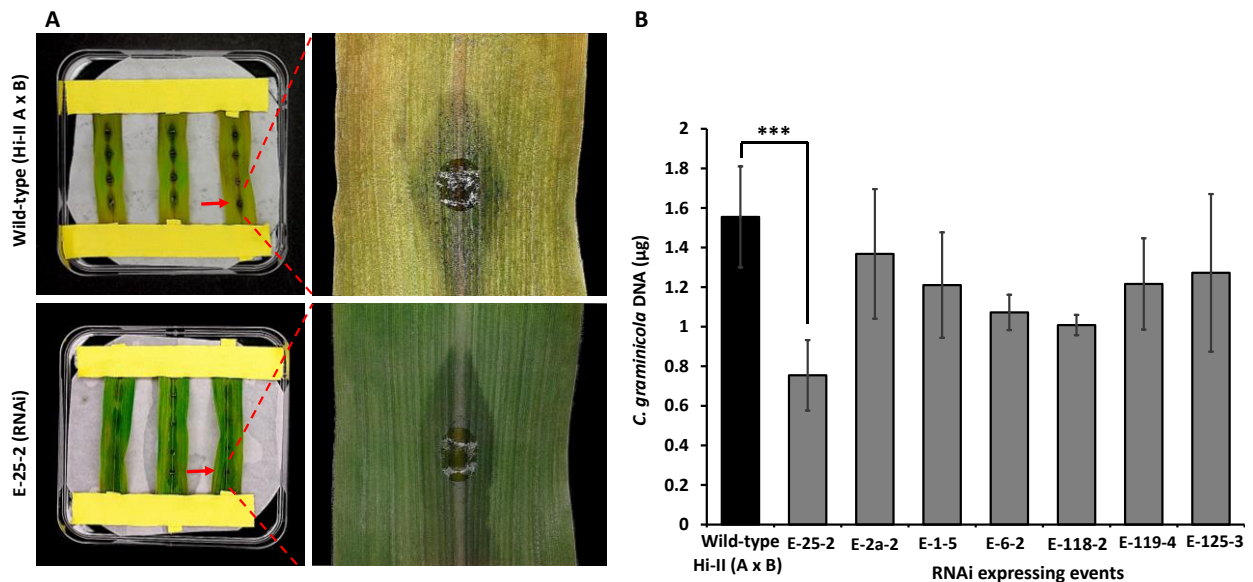 A
Wild-type (Hi-II A x B)
E-25-2 (RNAi)
B
***
C. graminicola DNA (µg)
2
1.8
1.6
1.4
1.2
1
0.8
0.6
0.4
0.2
0
Wild-type
Hi-II (A x B)
E-25-2
E-2a-2
E-1-5
E-6-2
E-118-2
E-119-4
E-125-3
RNAi expressing events